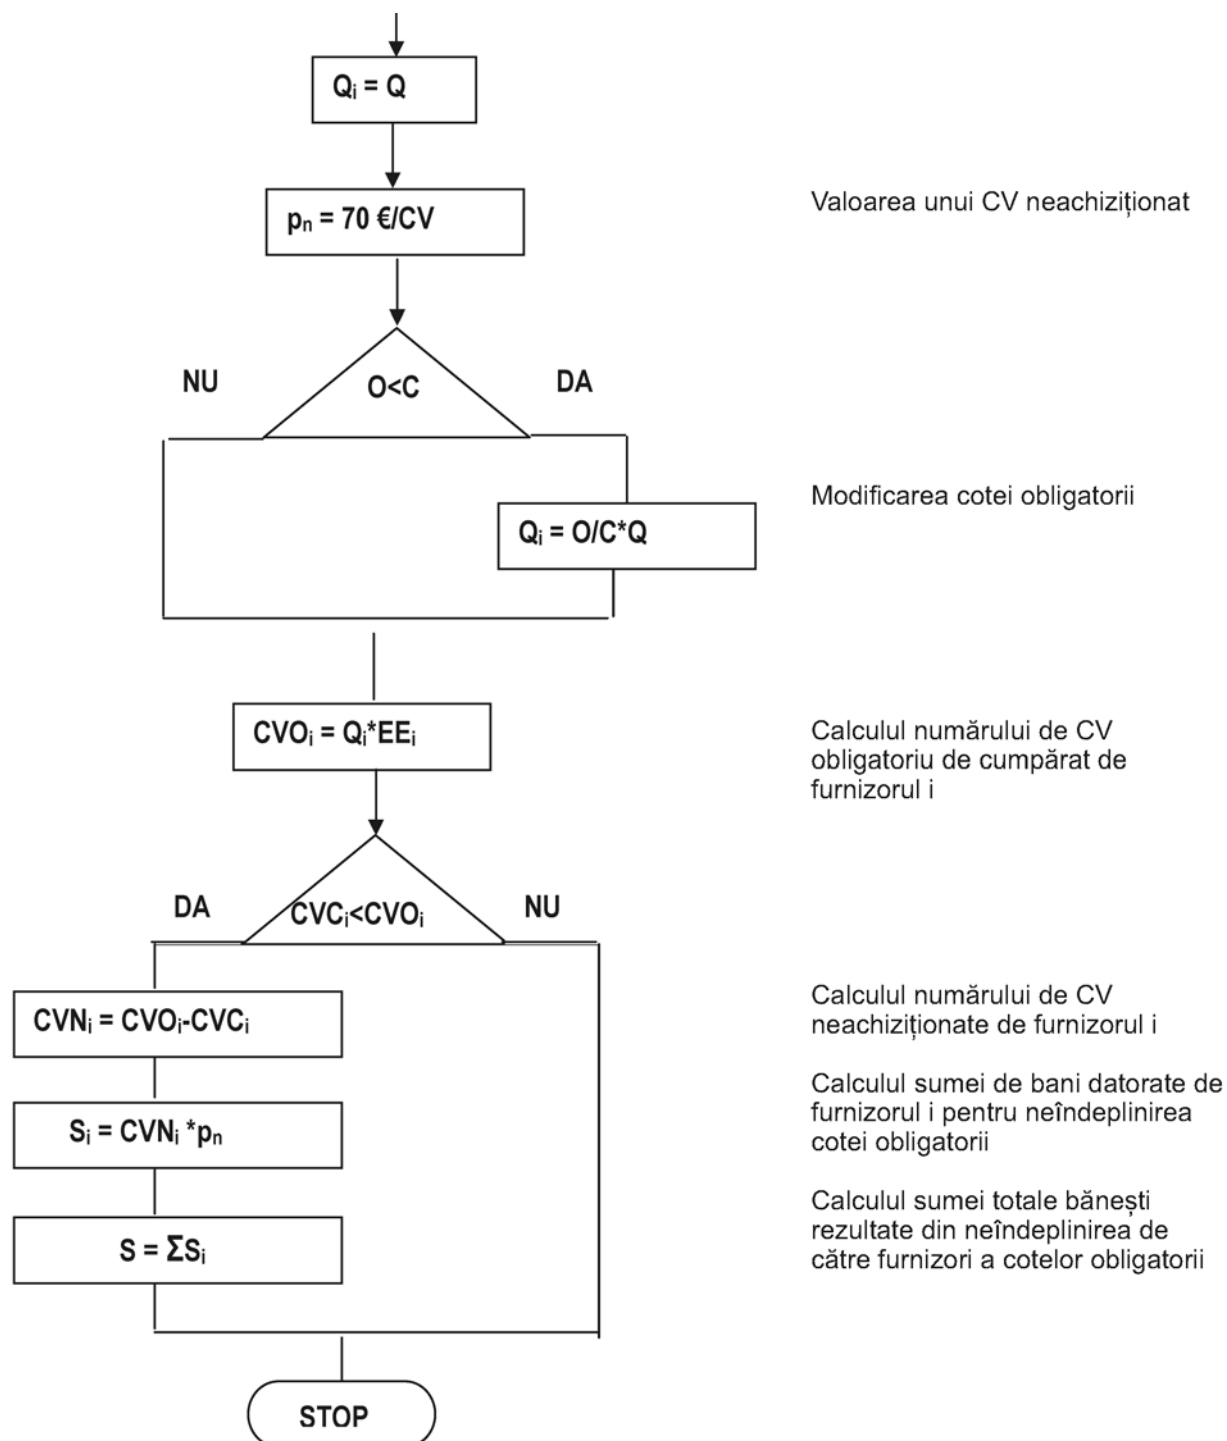 Qi = Q
pn = 70 €/CV
Valoarea unui CV neachiziționat
NU
O<C
DA
Modificarea cotei obligatorii
Qi = O/C*Q
CVOi = Qi*EEi
Calculul numărului de CV
obligatoriu de cumpărat de
furnizorul i
DA
CVCi<CVOi
NU
CVNi = CVOi-CVCi
Calculul numărului de CV
neachiziționate de furnizorul i
Si = CVNi *pn
Calculul sumei de bani datorate de
furnizorul i pentru neîndeplinirea
cotei obligatorii
S = ΣSi
Calculul sumei totale bănești
rezultate din neîndeplinirea de
către furnizori a cotelor obligatorii
STOP